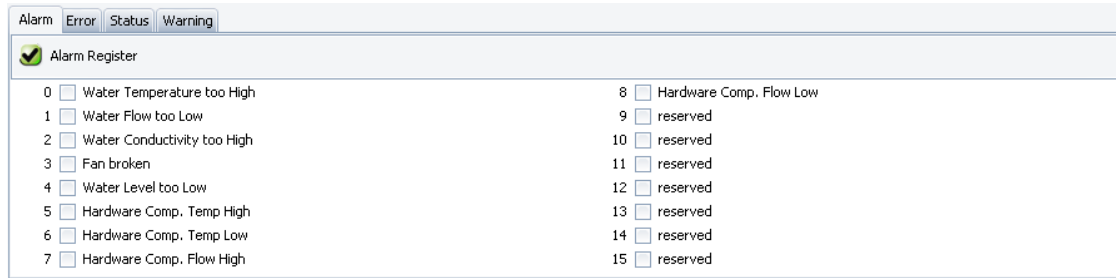 Alarm Error Status Warning
Alarm Register
0 Water Temperature too High
1 Water Flow too Low
2 Water Conductivity too High
3 Fan broken
4 Water Level too Low
5 Hardware Comp. Temp High
6 Hardware Comp. Temp Low
7 Hardware Comp. Flow High
8 Hardware Comp. Flow Low
9 reserved
10 reserved
11 reserved
12 reserved
13 reserved
14 reserved
15 reserved